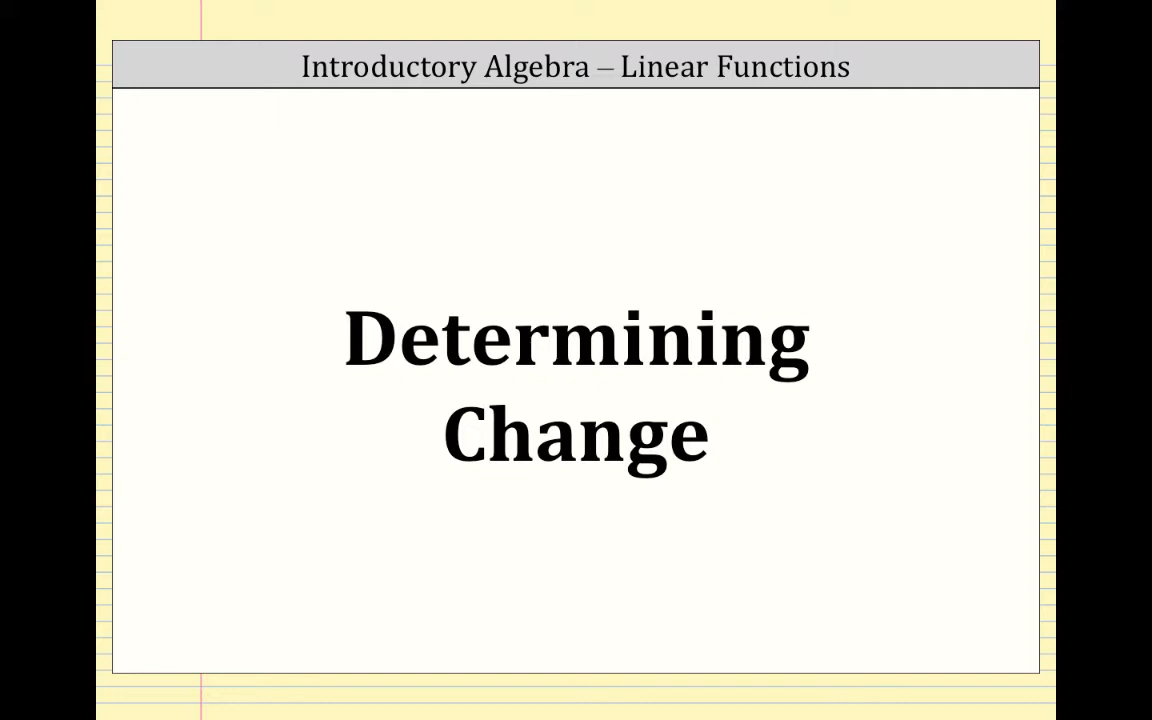 Introductory Algebra – Linear Functions
Determining
Change